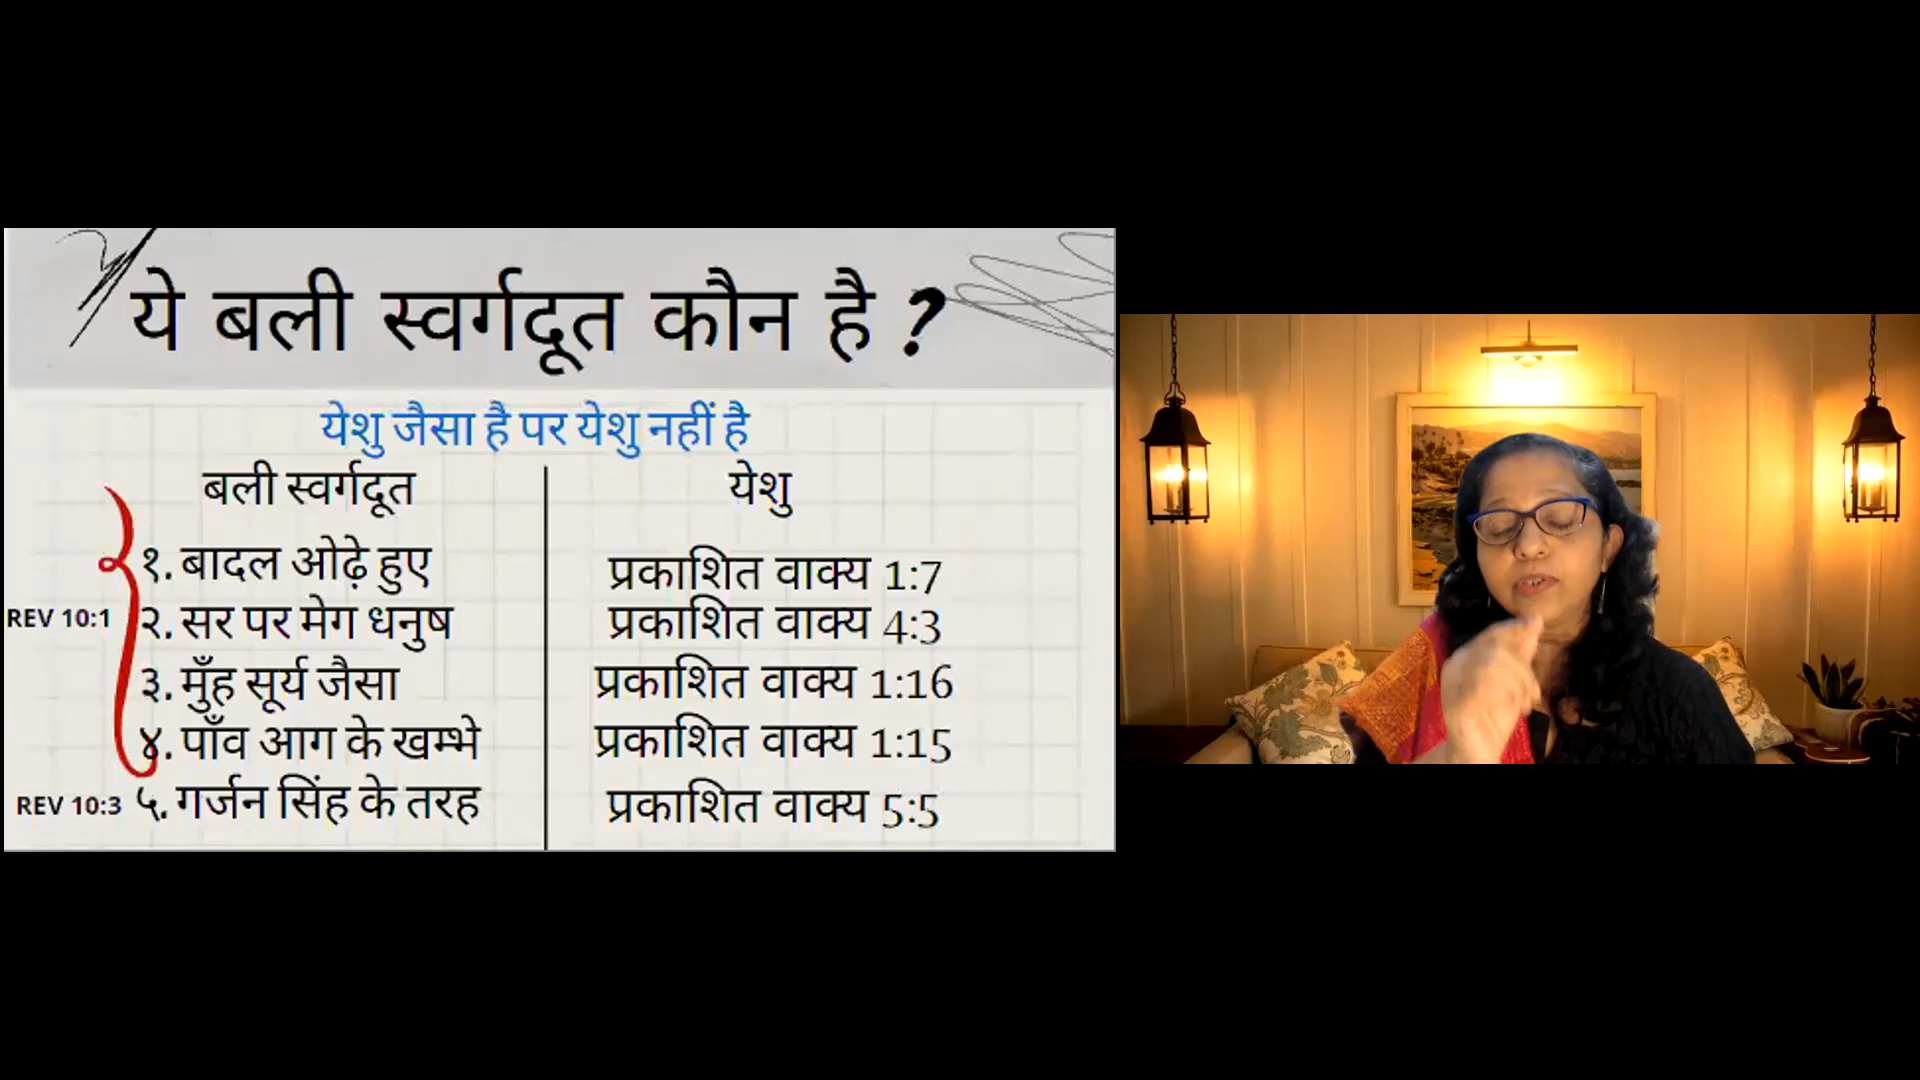 ये बली स्वर्गदूत कौन है ?
येशु जैसा है पर येशु नहीं है
बली स्वर्गदूत
येशु
REV 10:1
१. बादल ओढ़े हुए
प्रकाशित वाक्य 1:7
२. सर पर मेग धनुष
प्रकाशित वाक्य 4:3
३. मुँह सूर्य जैसा
प्रकाशित वाक्य 1:16
४. पाँव आग के खम्भे
प्रकाशित वाक्य 1:15
REV 10:3
५. गर्जन सिंह के तरह
प्रकाशित वाक्य 5:5